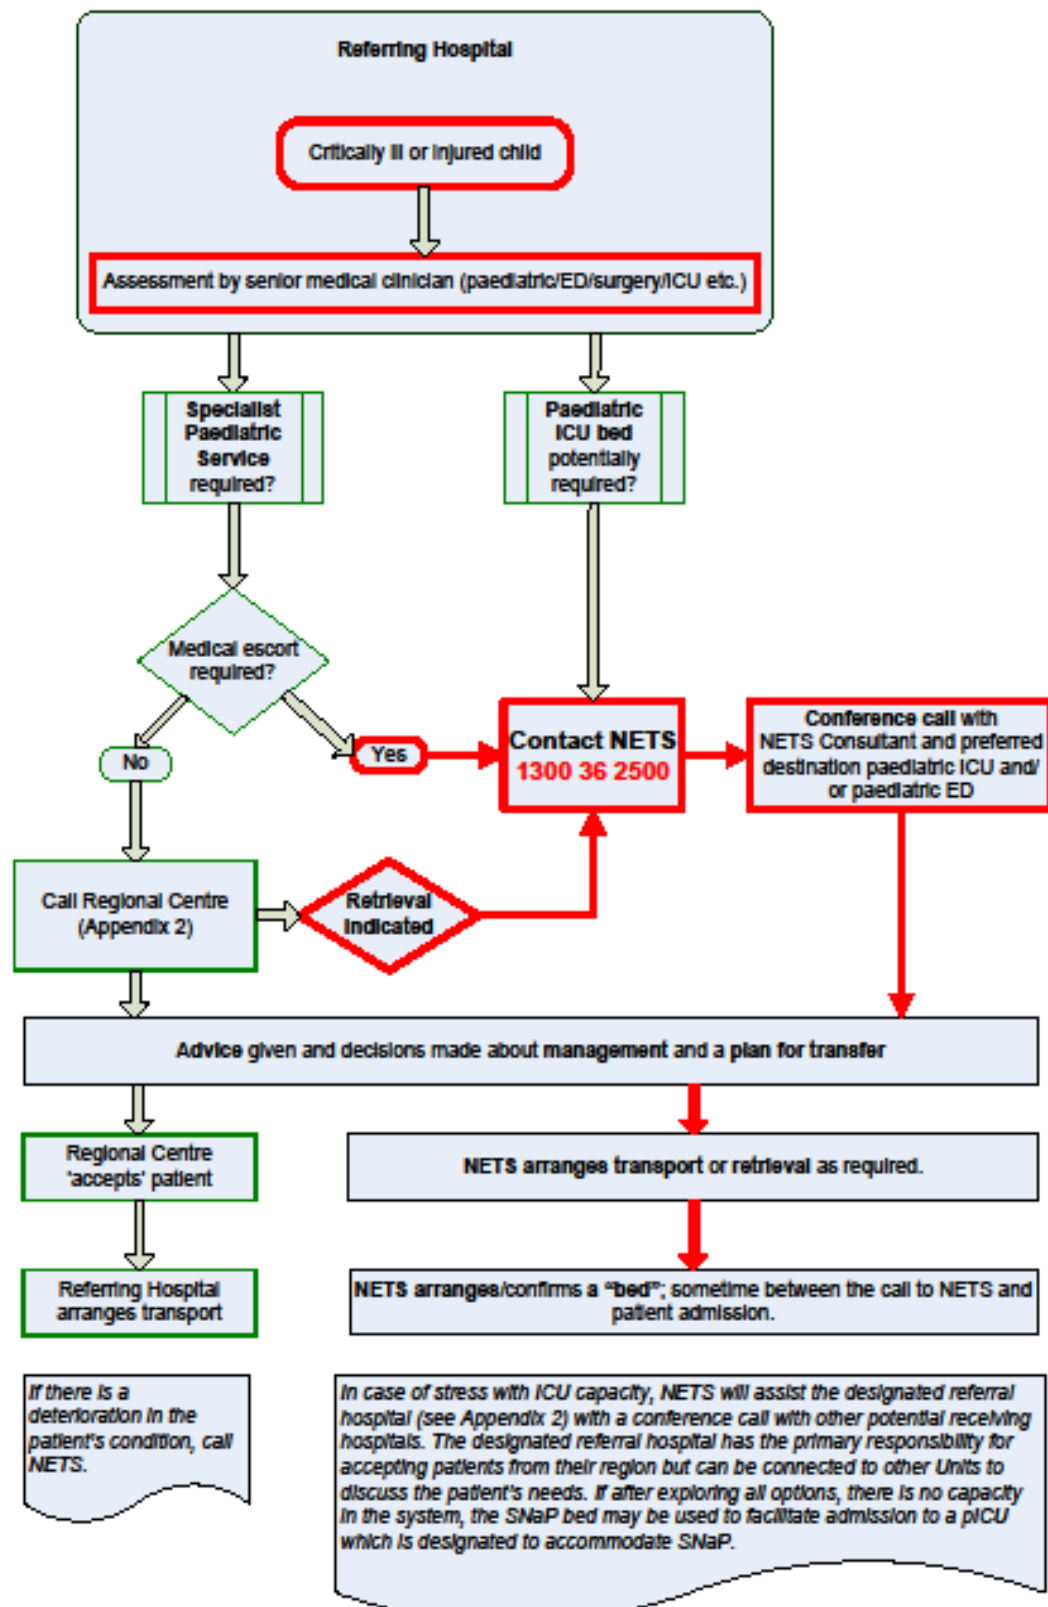 Referring Hospital
Critically ill or injured child
Assessment by senior medical clinician (paediatric/ED/surgery/ICU etc.)
Specialist
Paediatric
Service
required?
Paediatric
ICU bed
potentially
required?
Medical escort
required?
No
Yes
Contact NETS
1300 36 2500
Conference call with
NETS Consultant and preferred
destination paediatric ICU and/
or paediatric ED
Call Regional Centre
(Appendix 2)
Retrieval
Indicated
Advice given and decisions made about management and a plan for transfer
Regional Centre
'accepts' patient
NETS arranges transport or retrieval as required.
Referring Hospital
arranges transport
NETS arranges/confirms a “bed”; sometime between the call to NETS and
patient admission.
If there is a
deterioration in the
patient's condition, call
NETS.
In case of stress with ICU capacity, NETS will assist the designated referral
hospital (see Appendix 2) with a conference call with other potential receiving
hospitals. The designated referral hospital has the primary responsibility for
accepting patients from their region but can be connected to other Units to
discuss the patient's needs. If after exploring all options, there is no capacity
in the system, the SNaP bed may be used to facilitate admission to a pICU
which is designated to accommodate SNaP.